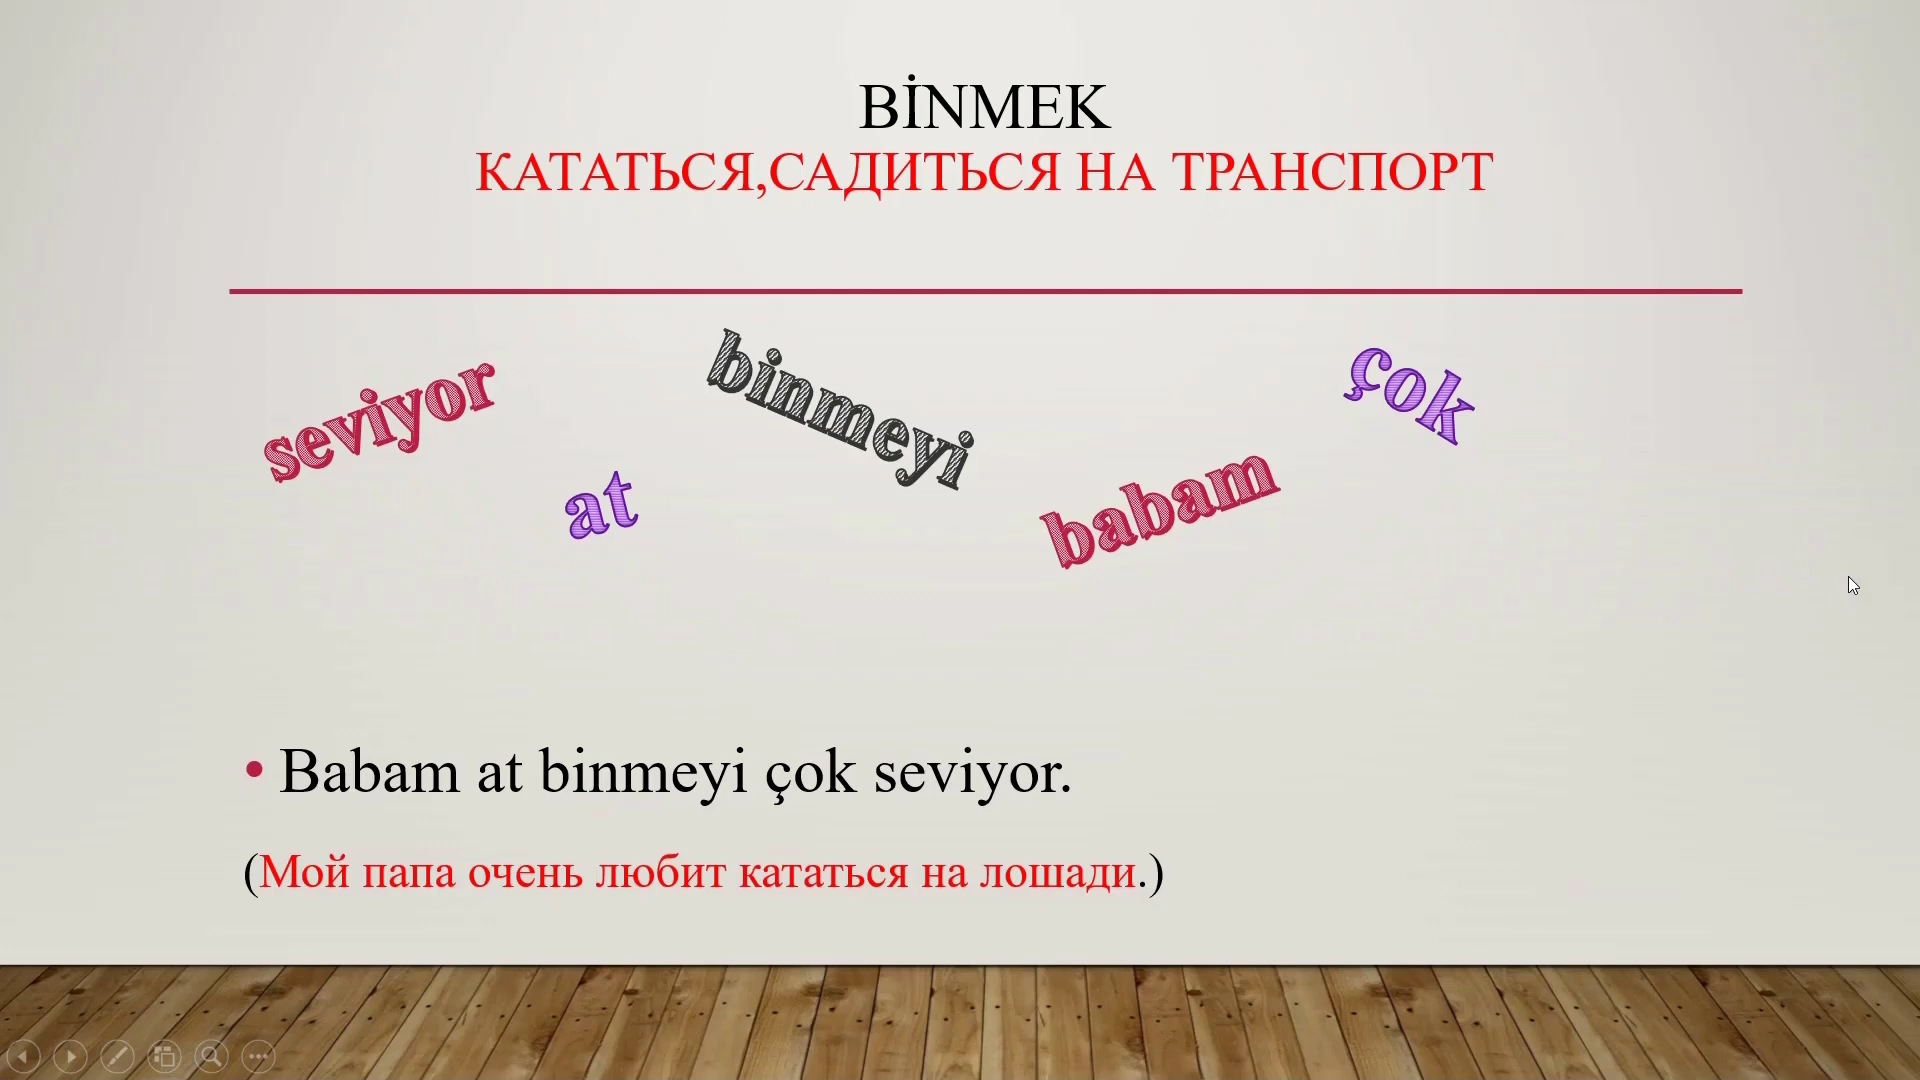 BİNMEK
КАТАТЬСЯ,САДИТЬСЯ НА ТРАНСПОРТ
seviyor
at
binmeyi
babam
çok
• Babam at binmeyi çok seviyor.
(Мой папа очень любит кататься на лошади.)